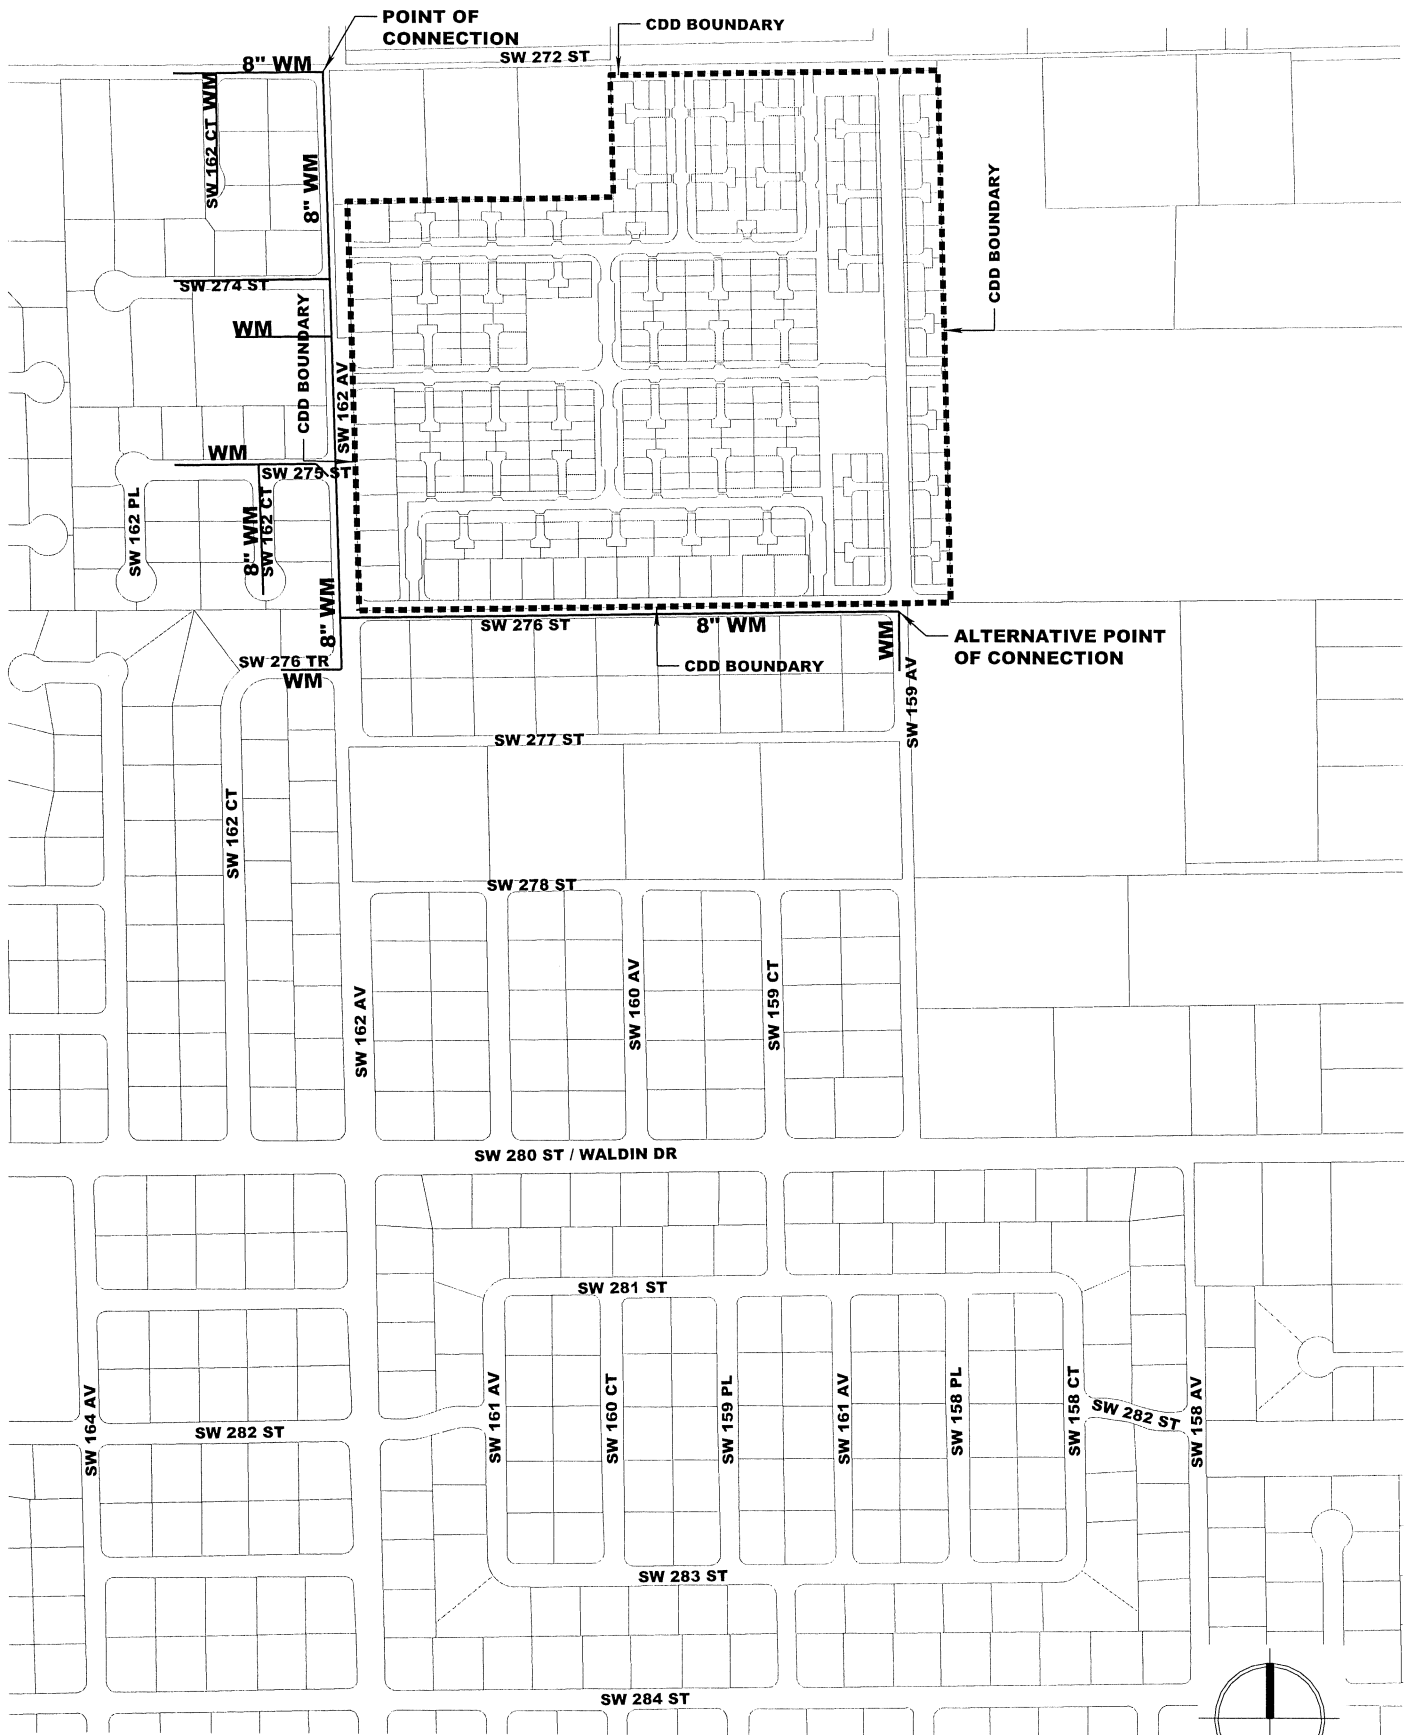 POINT OF
CONNECTION
CDD BOUNDARY
SW 272 ST
8" WM
SW 162 CT
WM
8" WM
CDD BOUNDARY
SW 274 ST
WM
CDD BOUNDARY
SW 162 AV
WM
SW 275 ST
SW 162 PL
8" WM
SW 162 CT
8" WM
SW 276 ST
8" WM
WM
ALTERNATIVE POINT
OF CONNECTION
SW 276 TR
WM
CDD BOUNDARY
SW 159 AV
SW 277 ST
SW 162 CT
SW 278 ST
SW 162 AV
SW 160 AV
SW 159 CT
SW 280 ST / WALDIN DR
SW 281 ST
SW 164 AV
SW 161 AV
SW 160 CT
SW 159 PL
SW 161 AV
SW 158 PL
SW 158 CT
SW 282 ST
SW 158 AV
SW 282 ST
SW 283 ST
SW 284 ST